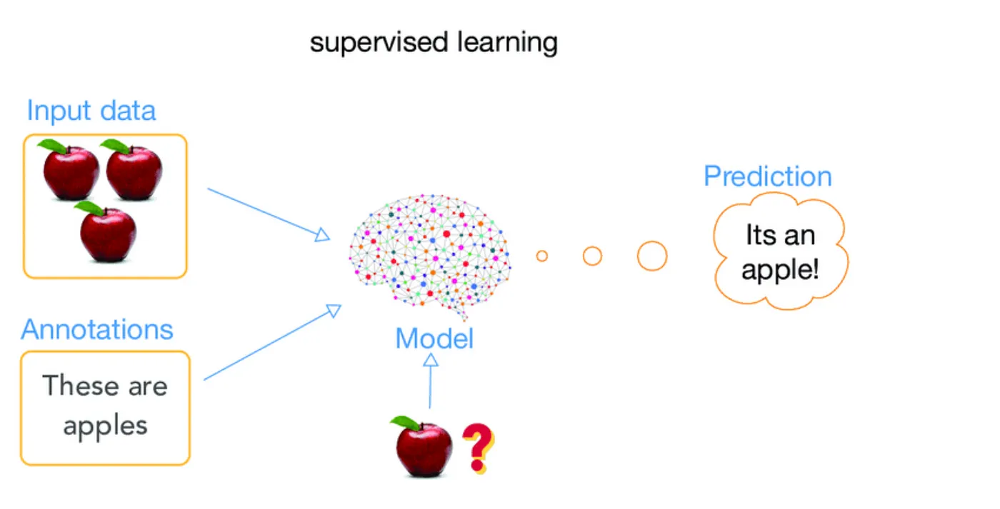 supervised learning
Input data
Annotations
These are
apples
Model
?
Prediction
Its an
apple!